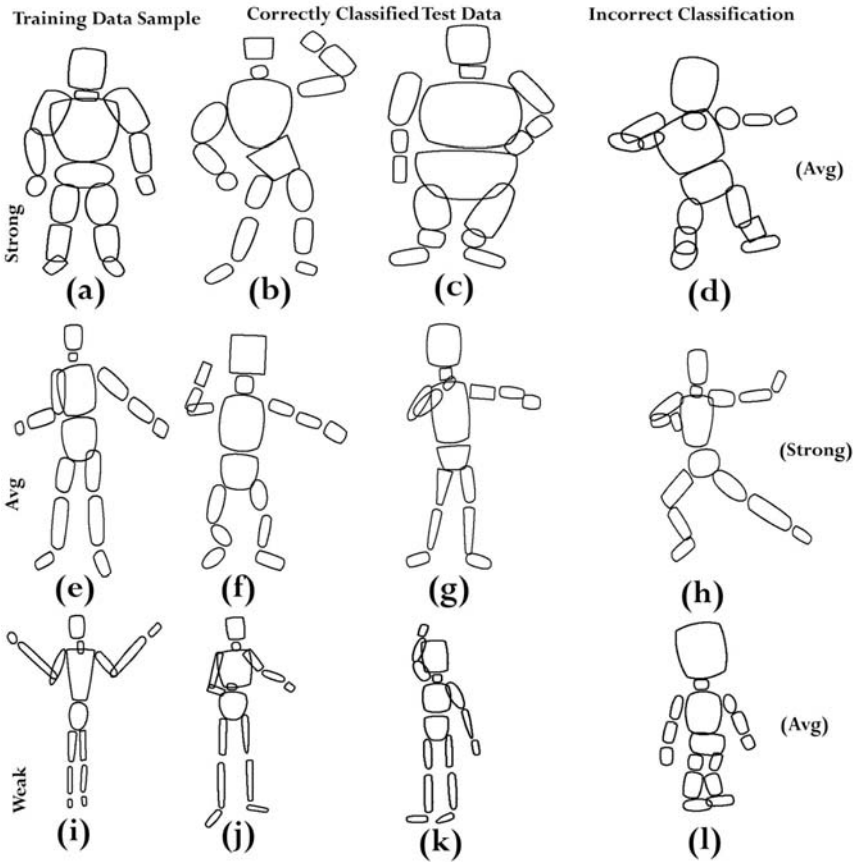 Training Data Sample
Correctly Classified Test Data
Incorrect Classification
Strong
(a)
(b)
(c)
(d)
(Avg)
Avg
(e)
(f)
(g)
(h)
(Strong)
Weak
(i)
(j)
(k)
(l)
(Avg)